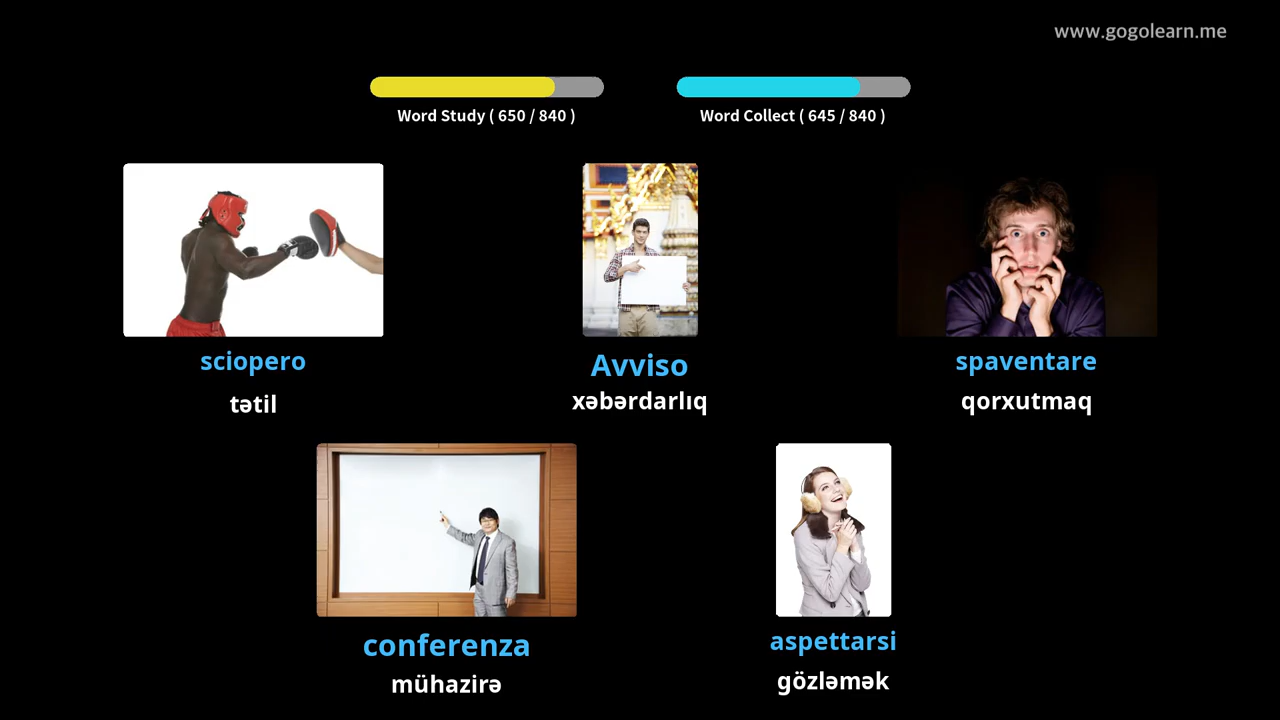 www.gogolearn.me
Word Study ( 650 / 840 )
Word Collect ( 645 / 840 )
sciopero
tətil
Avviso
xəbərdarlıq
spaventare
qorxutmaq
conferenza
mühazirə
aspettarsi
gözləmək